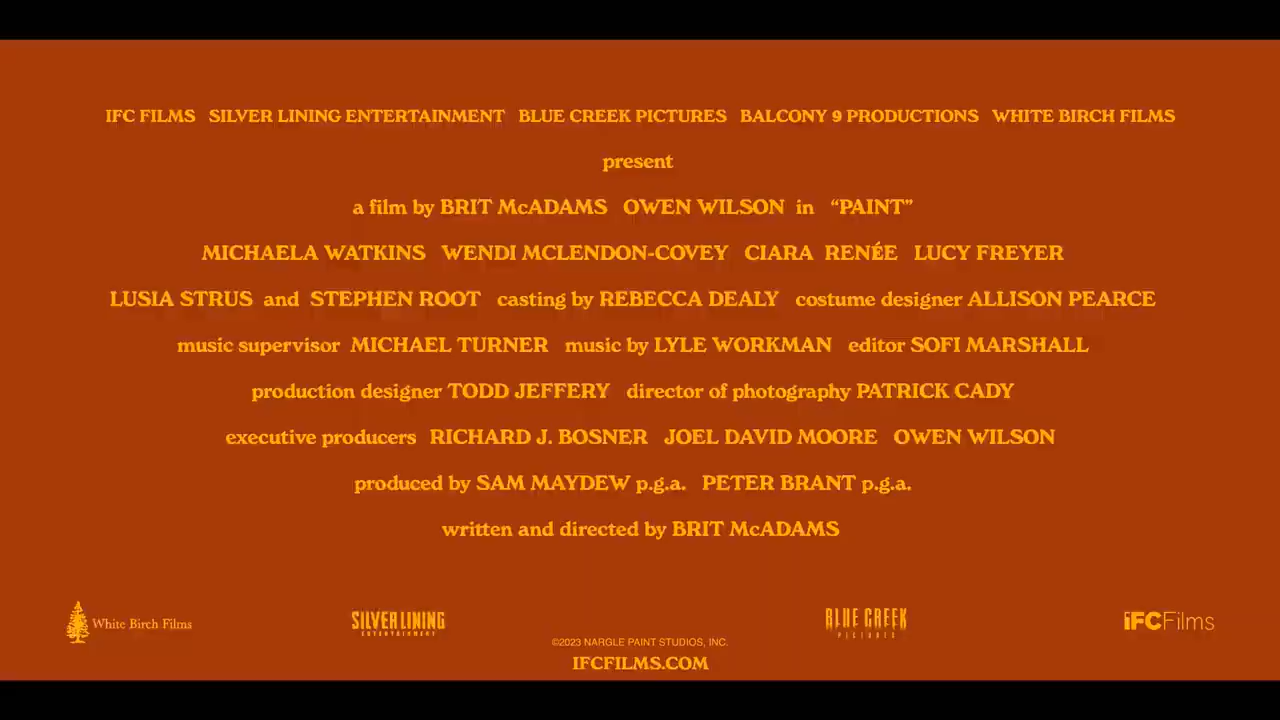 IFC FILMS SILVER LINING ENTERTAINMENT BLUE CREEK PICTURES BALCONY 9 PRODUCTIONS WHITE BIRCH FILMS
present
a film by BRIT McADAMS OWEN WILSON in “PAINT”
MICHAELA WATKINS WENDI MCLENDON-COVEY CIARA RENÉE LUCY FREYER
LUSIA STRUS and STEPHEN ROOT casting by REBECCA DEALY costume designer ALLISON PEARCE
music supervisor MICHAEL TURNER music by LYLE WORKMAN editor SOFI MARSHALL
production designer TODD JEFFERY director of photography PATRICK CADY
executive producers RICHARD J. BOSNER JOEL DAVID MOORE OWEN WILSON
produced by SAM MAYDEW p.g.a. PETER BRANT p.g.a.
written and directed by BRIT McADAMS
White Birch Films
SILVER LINING
ENTERTAINMENT
BLUE CREEK
PICTURES
iFCFilms
©2023 NARGLE PAINT STUDIOS, INC.
IFCFILMS.COM